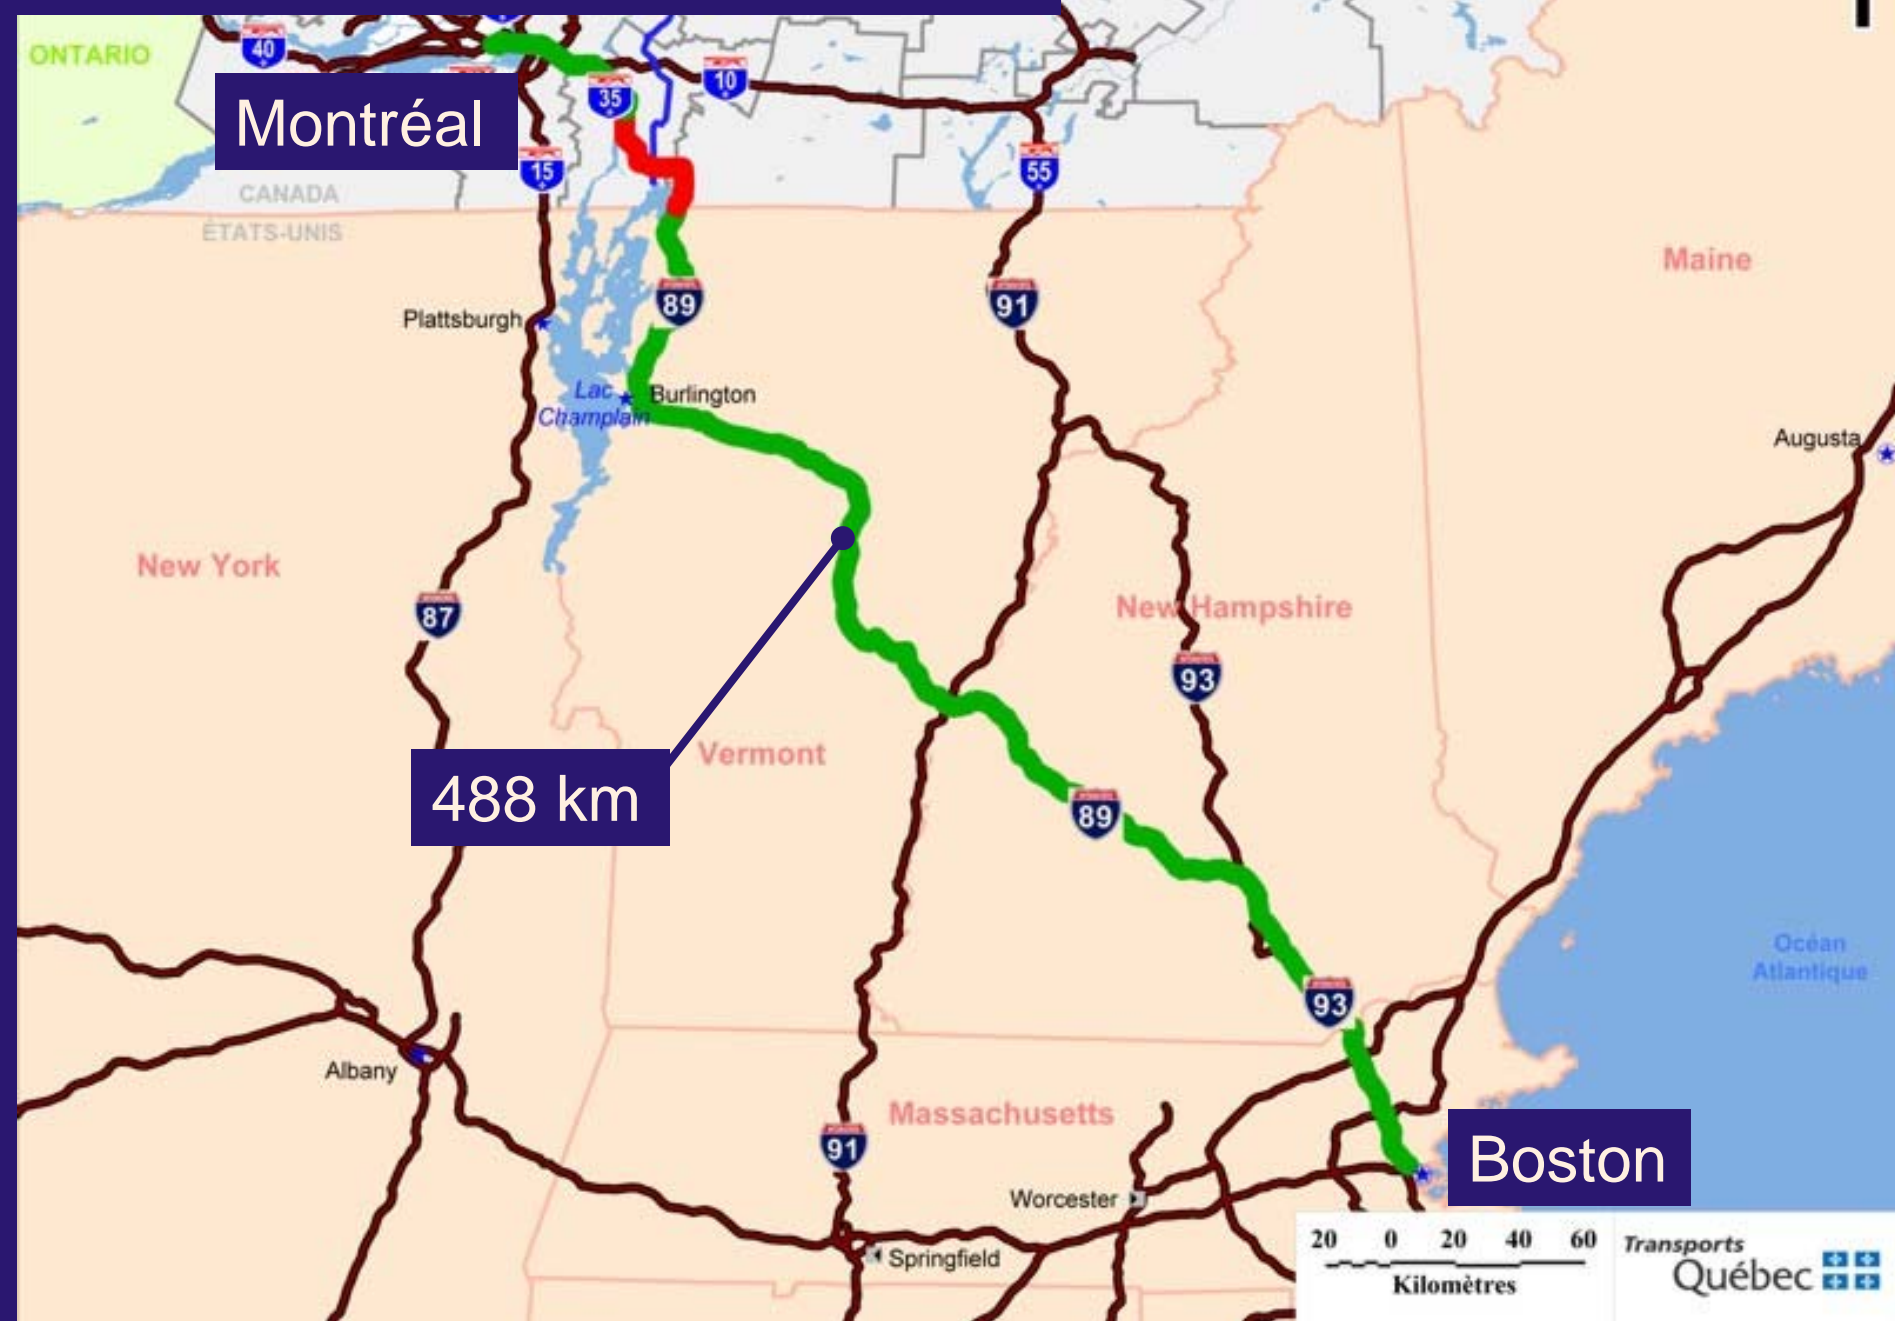 ONTARIO
40
Montréal
35
10
15
55
CANADA
ÉTATS-UNIS
Maine
89
91
Plattsburgh
Lac
Champlain
Burlington
Augusta
New York
87
New Hampshire
93
Vermont
488 km
89
Océan
Atlantique
93
Albany
Massachusetts
91
Boston
Worcester
Springfield
20 0 20 40 60
Kilomètres
Transports
Québec